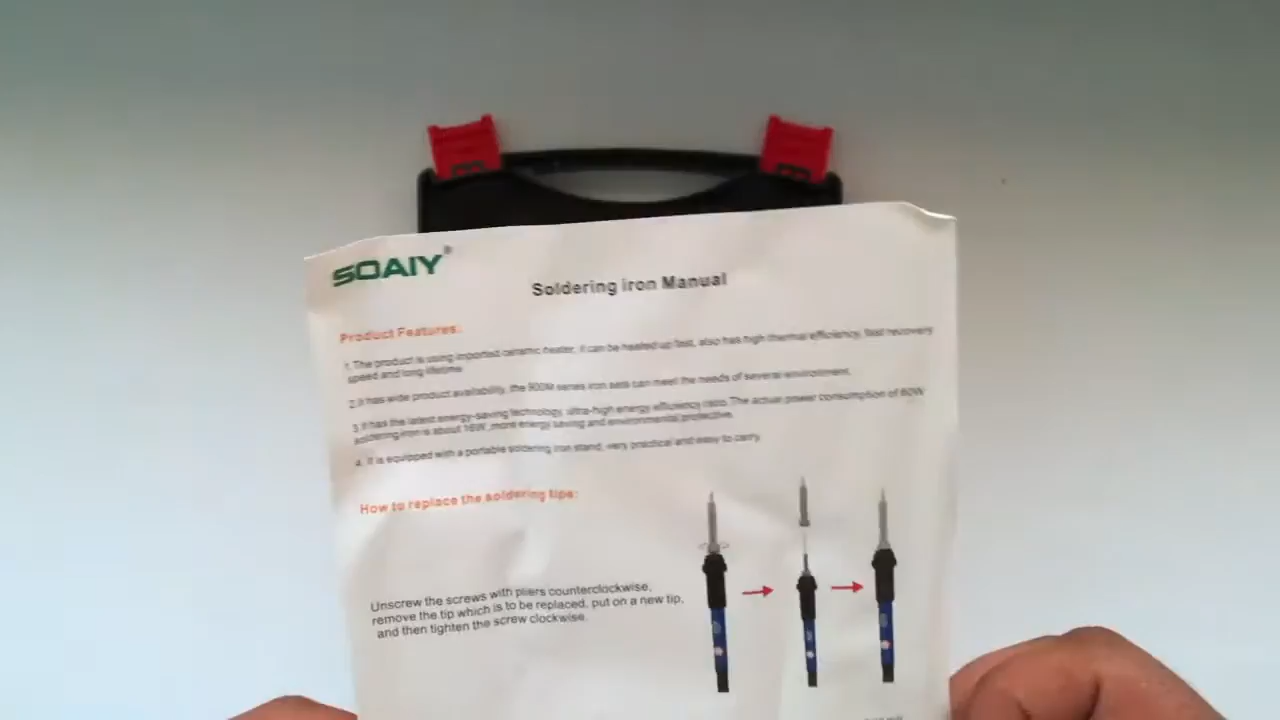 SOAIY®
Soldering iron Manual
Product Features:
1. The product is using imported ceramic heater, it can be heated up fast, also has high thermal efficiency, fast recovery
speed and long lifetime.
2. It has wide product availability, the 900M series iron sets can meet the needs of several environment.
3. It has the latest energy-saving technology, ultra-high energy efficiency ratio. The actual power consumption of 60W
soldering iron is about 16W, more energy saving and environmental protective.
4. It is equipped with a portable soldering iron stand, very practical and easy to carry.
How to replace the soldering tips:
Unscrew the screws with pliers counterclockwise,
remove the tip which is to be replaced, put on a new tip,
and then tighten the screw clockwise.